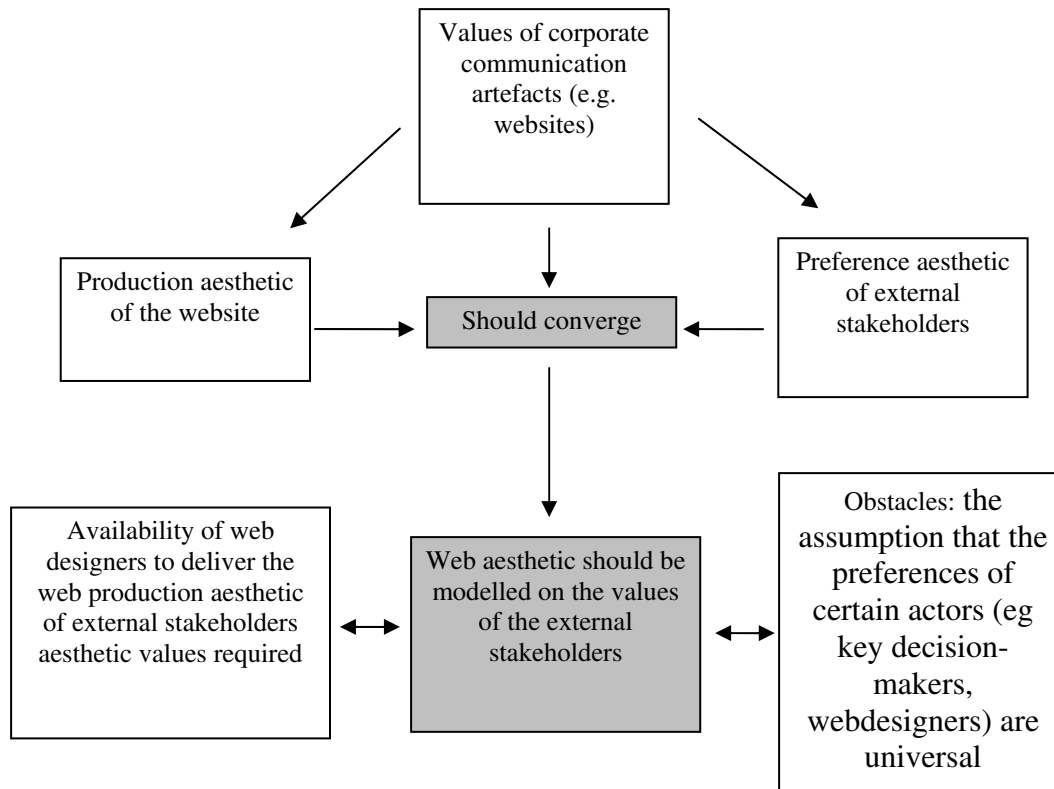 Values of corporate
communication
artefacts (e.g.
websites)
Production aesthetic
of the website
Should converge
Preference aesthetic
of external
stakeholders
Availability of web
designers to deliver the
web production aesthetic
of external stakeholders
aesthetic values required
Web aesthetic should be
modelled on the values
of the external
stakeholders
Obstacles: the
assumption that the
preferences of
certain actors (eg
key decision-
makers,
webdesigners) are
universal